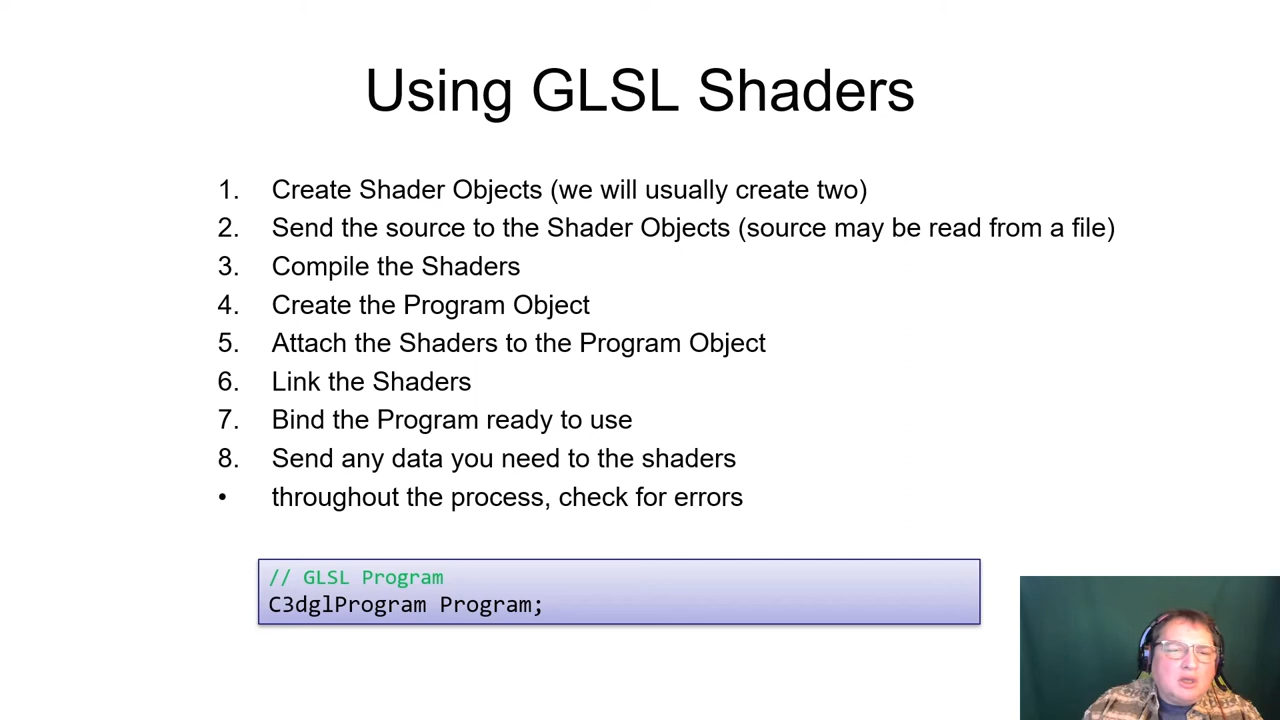 Using GLSL Shaders
1. Create Shader Objects (we will usually create two)
2. Send the source to the Shader Objects (source may be read from a file)
3. Compile the Shaders
4. Create the Program Object
5. Attach the Shaders to the Program Object
6. Link the Shaders
7. Bind the Program ready to use
8. Send any data you need to the shaders
• throughout the process, check for errors
// GLSL Program
C3dglProgram Program;